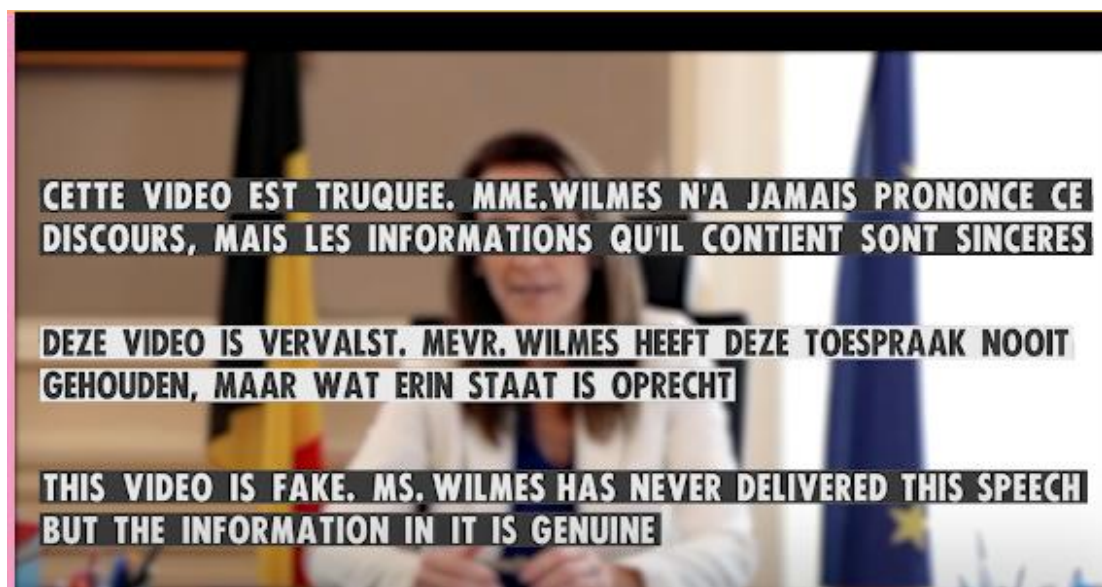 CETTE VIDEO EST TRUQUEE. MME.WILMES N'A JAMAIS PRONONCE CE
DISCOURS, MAIS LES INFORMATIONS QU'IL CONTIENT SONT SINCERES
DEZE VIDEO IS VERVALST. MEVR. WILMES HEEFT DEZE TOESPRAAK NOOIT
GEHOUDEN, MAAR WAT ERIN STAAT IS OPRECHT
THIS VIDEO IS FAKE. MS. WILMES HAS NEVER DELIVERED THIS SPEECH
BUT THE INFORMATION IN IT IS GENUINE